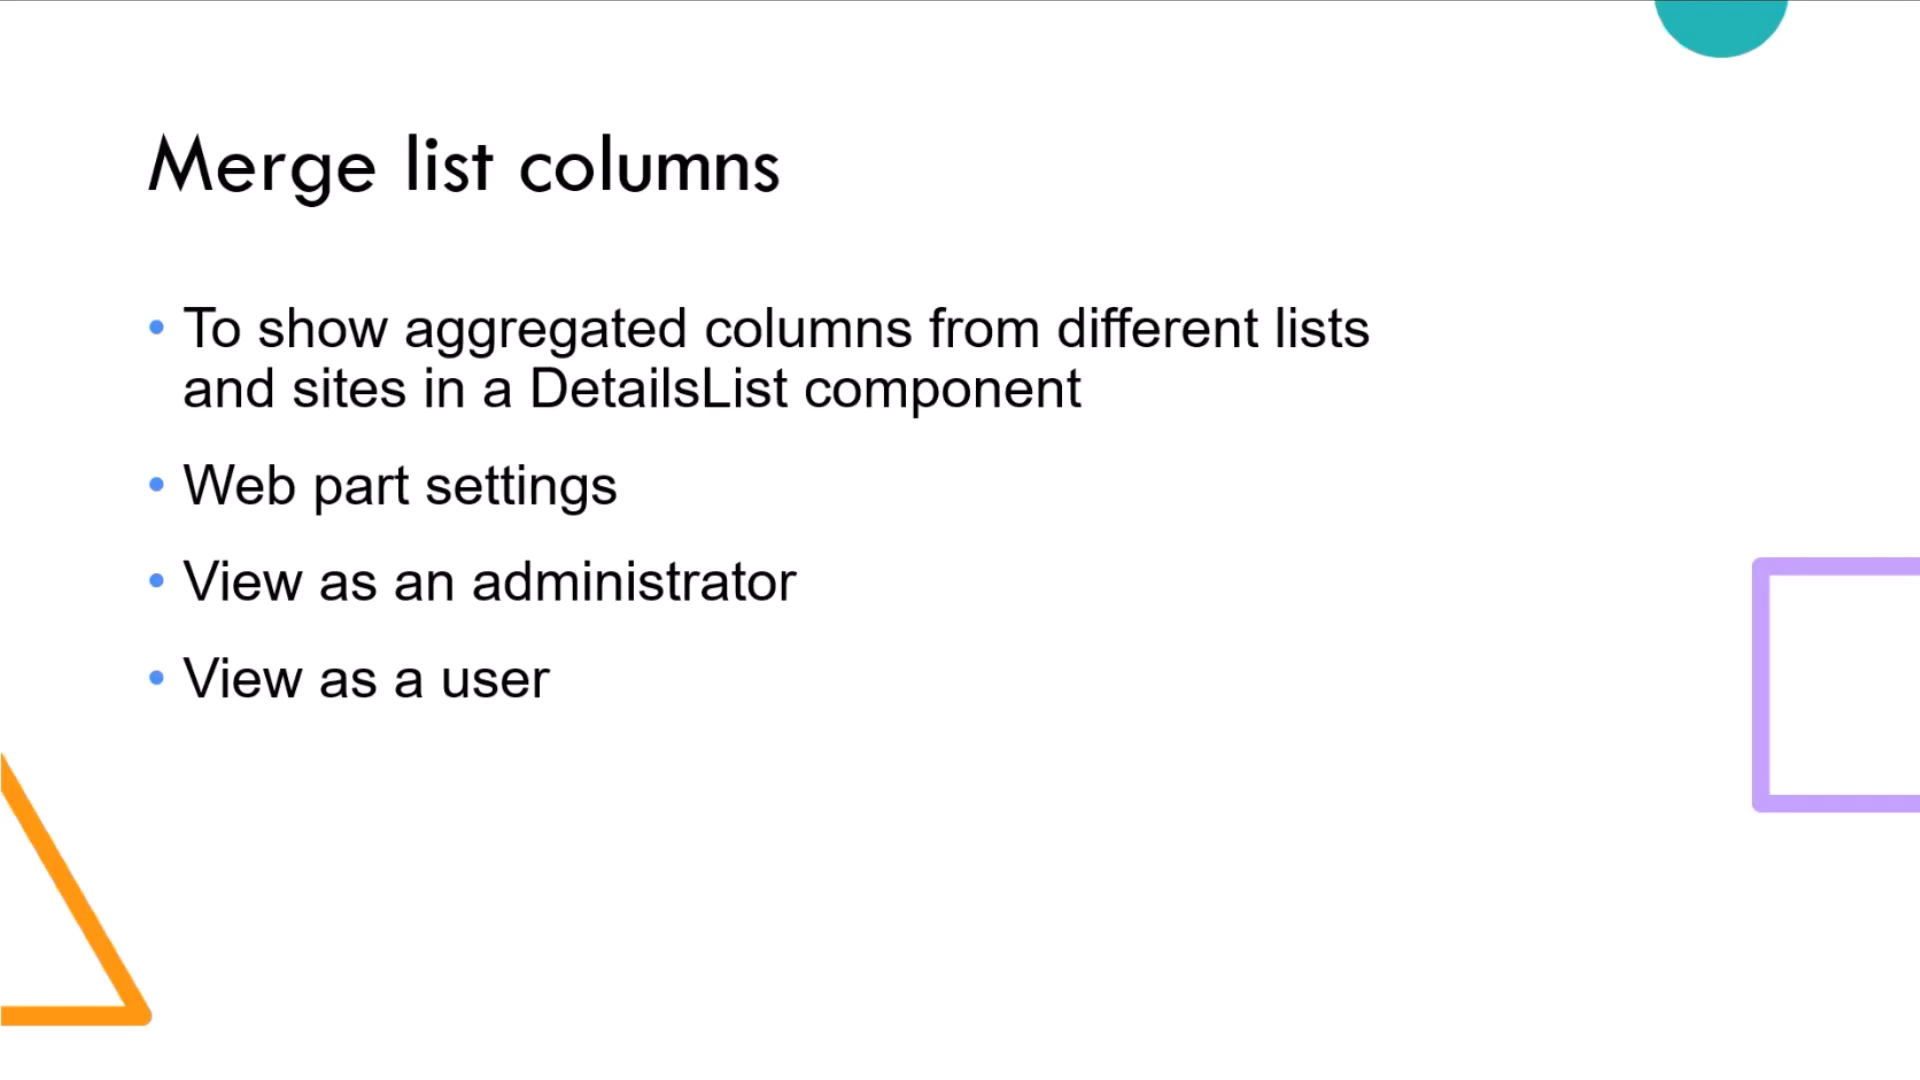 Merge list columns
• To show aggregated columns from different lists
and sites in a DetailsList component
• Web part settings
• View as an administrator
• View as a user